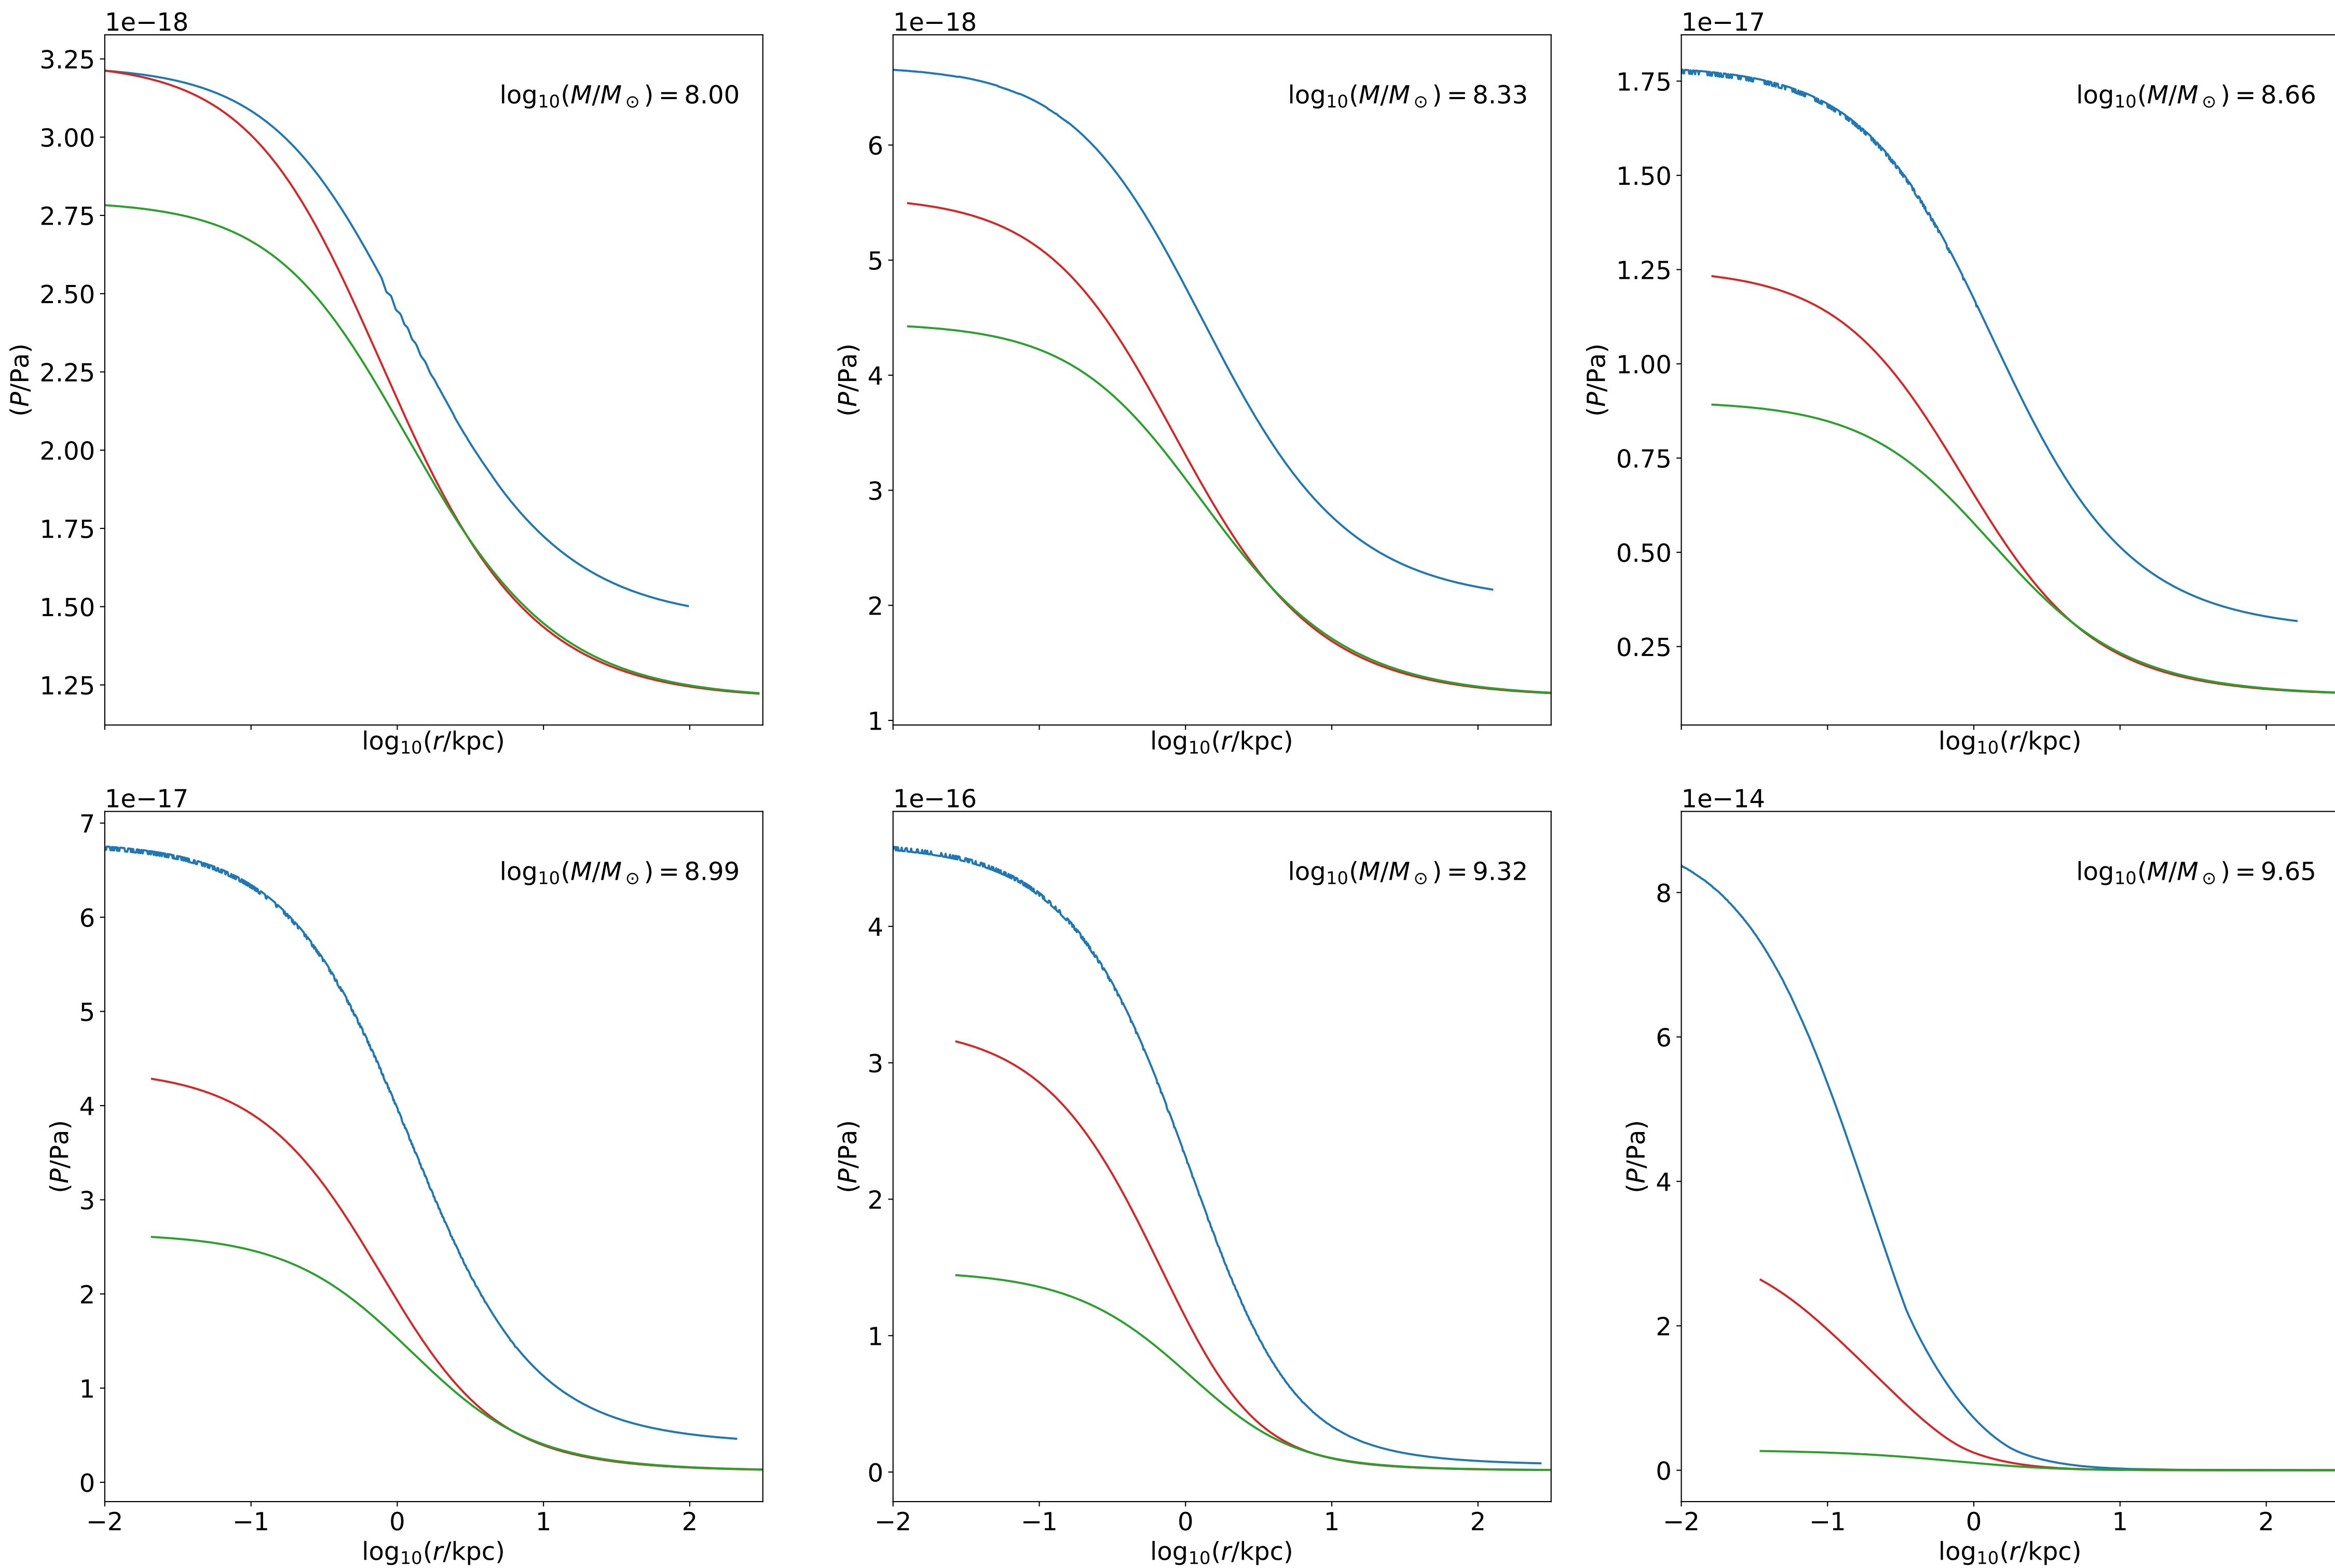 1e−18
3.25
3.00
2.75
2.50
2.25
2.00
1.75
1.50
1.25
(P/Pa)
log₁₀(M/M☉) = 8.00
log₁₀(r/kpc)
1e−18
6
5
4
3
2
1
(P/Pa)
log₁₀(M/M☉) = 8.33
log₁₀(r/kpc)
1e−17
1.75
1.50
1.25
1.00
0.75
0.50
0.25
(P/Pa)
log₁₀(M/M☉) = 8.66
log₁₀(r/kpc)
1e−17
7
6
5
4
3
2
1
0
(P/Pa)
log₁₀(M/M☉) = 8.99
−2 −1 0 1 2
log₁₀(r/kpc)
1e−16
4
3
2
1
0
(P/Pa)
log₁₀(M/M☉) = 9.32
−2 −1 0 1 2
log₁₀(r/kpc)
1e−14
8
6
4
2
0
(P/Pa)
log₁₀(M/M☉) = 9.65
−2 −1 0 1 2
log₁₀(r/kpc)